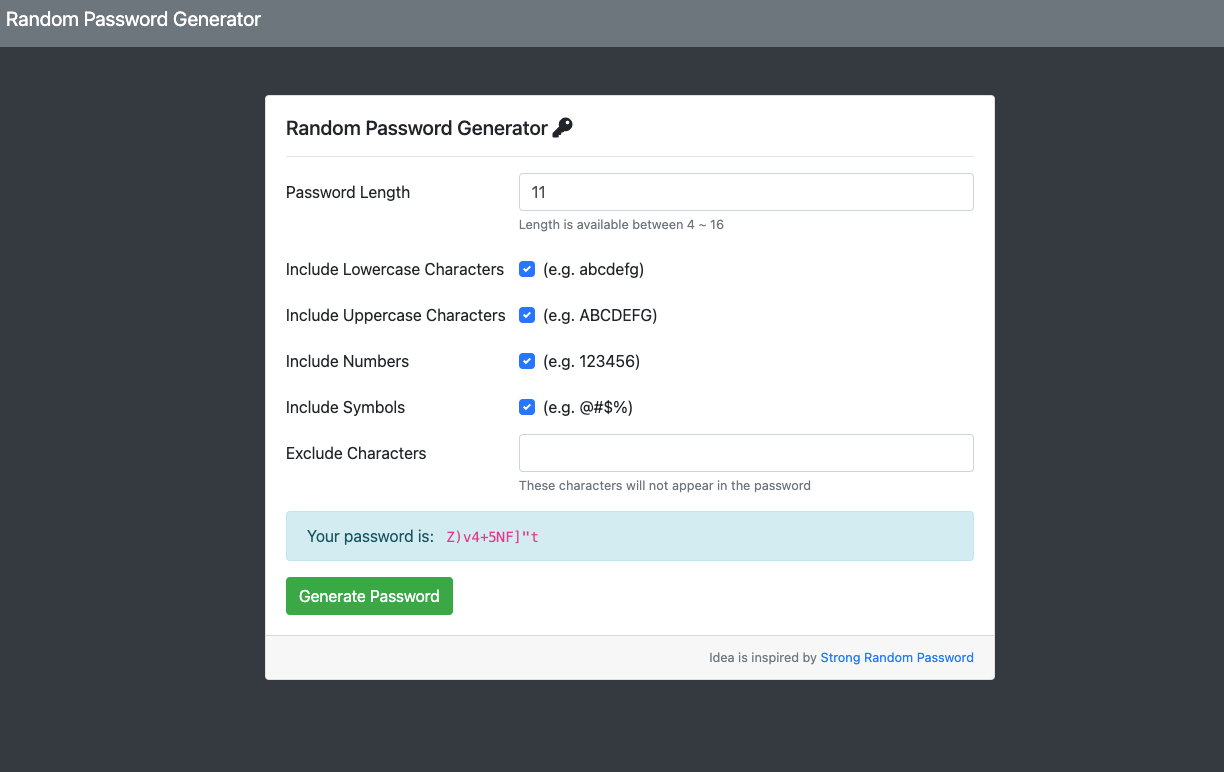 Random Password Generator
Random Password Generator
Password Length
11
Length is available between 4 ~ 16
Include Lowercase Characters (e.g. abcdefg)
Include Uppercase Characters (e.g. ABCDEFG)
Include Numbers (e.g. 123456)
Include Symbols (e.g. @#$%)
Exclude Characters
These characters will not appear in the password
Your password is: Z)v4+5NF]"t
Generate Password
Idea is inspired by Strong Random Password